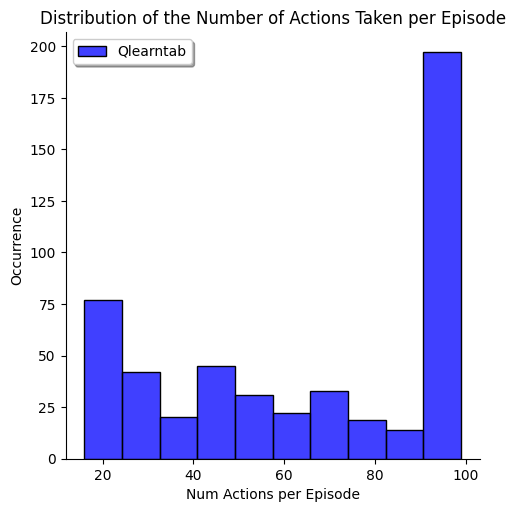 Distribution of the Number of Actions Taken per Episode
Qlearntab
200
175
150
125
100
75
50
25
0
Occurrence
20 40 60 80 100
Num Actions per Episode